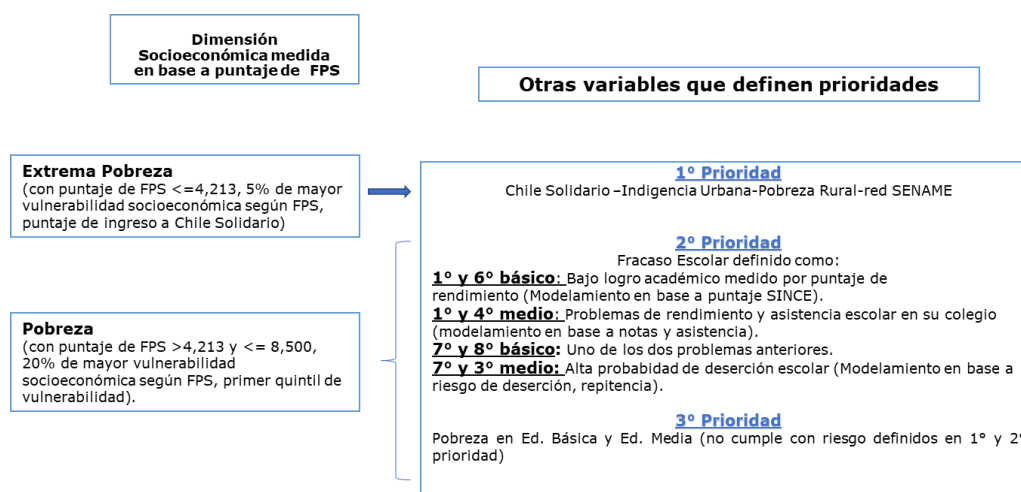 Dimensión
Socioeconómica medida
en base a puntaje de FPS
Otras variables que definen prioridades
Extrema Pobreza
(con puntaje de FPS <=4,213, 5% de mayor
vulnerabilidad socioeconómica según FPS,
puntaje de ingreso a Chile Solidario)
Pobreza
(con puntaje de FPS >4,213 y <= 8,500,
20% de mayor vulnerabilidad
socioeconómica según FPS, primer quintil de
vulnerabilidad).
1° Prioridad
Chile Solidario –Indigencia Urbana-Pobreza Rural-red SENAME
2° Prioridad
Fracaso Escolar definido como:
1° y 6° básico: Bajo logro académico medido por puntaje de
rendimiento (Modelamiento en base a puntaje SINCE).
1° y 4° medio: Problemas de rendimiento y asistencia escolar en su colegio
(modelamiento en base a notas y asistencia).
7° y 8° básico: Uno de los dos problemas anteriores.
7° y 3° medio: Alta probabidad de deserción escolar (Modelamiento en base a
riesgo de deserción, repitencia).
3° Prioridad
Pobreza en Ed. Básica y Ed. Media (no cumple con riesgo definidos en 1° y 2°
prioridad)